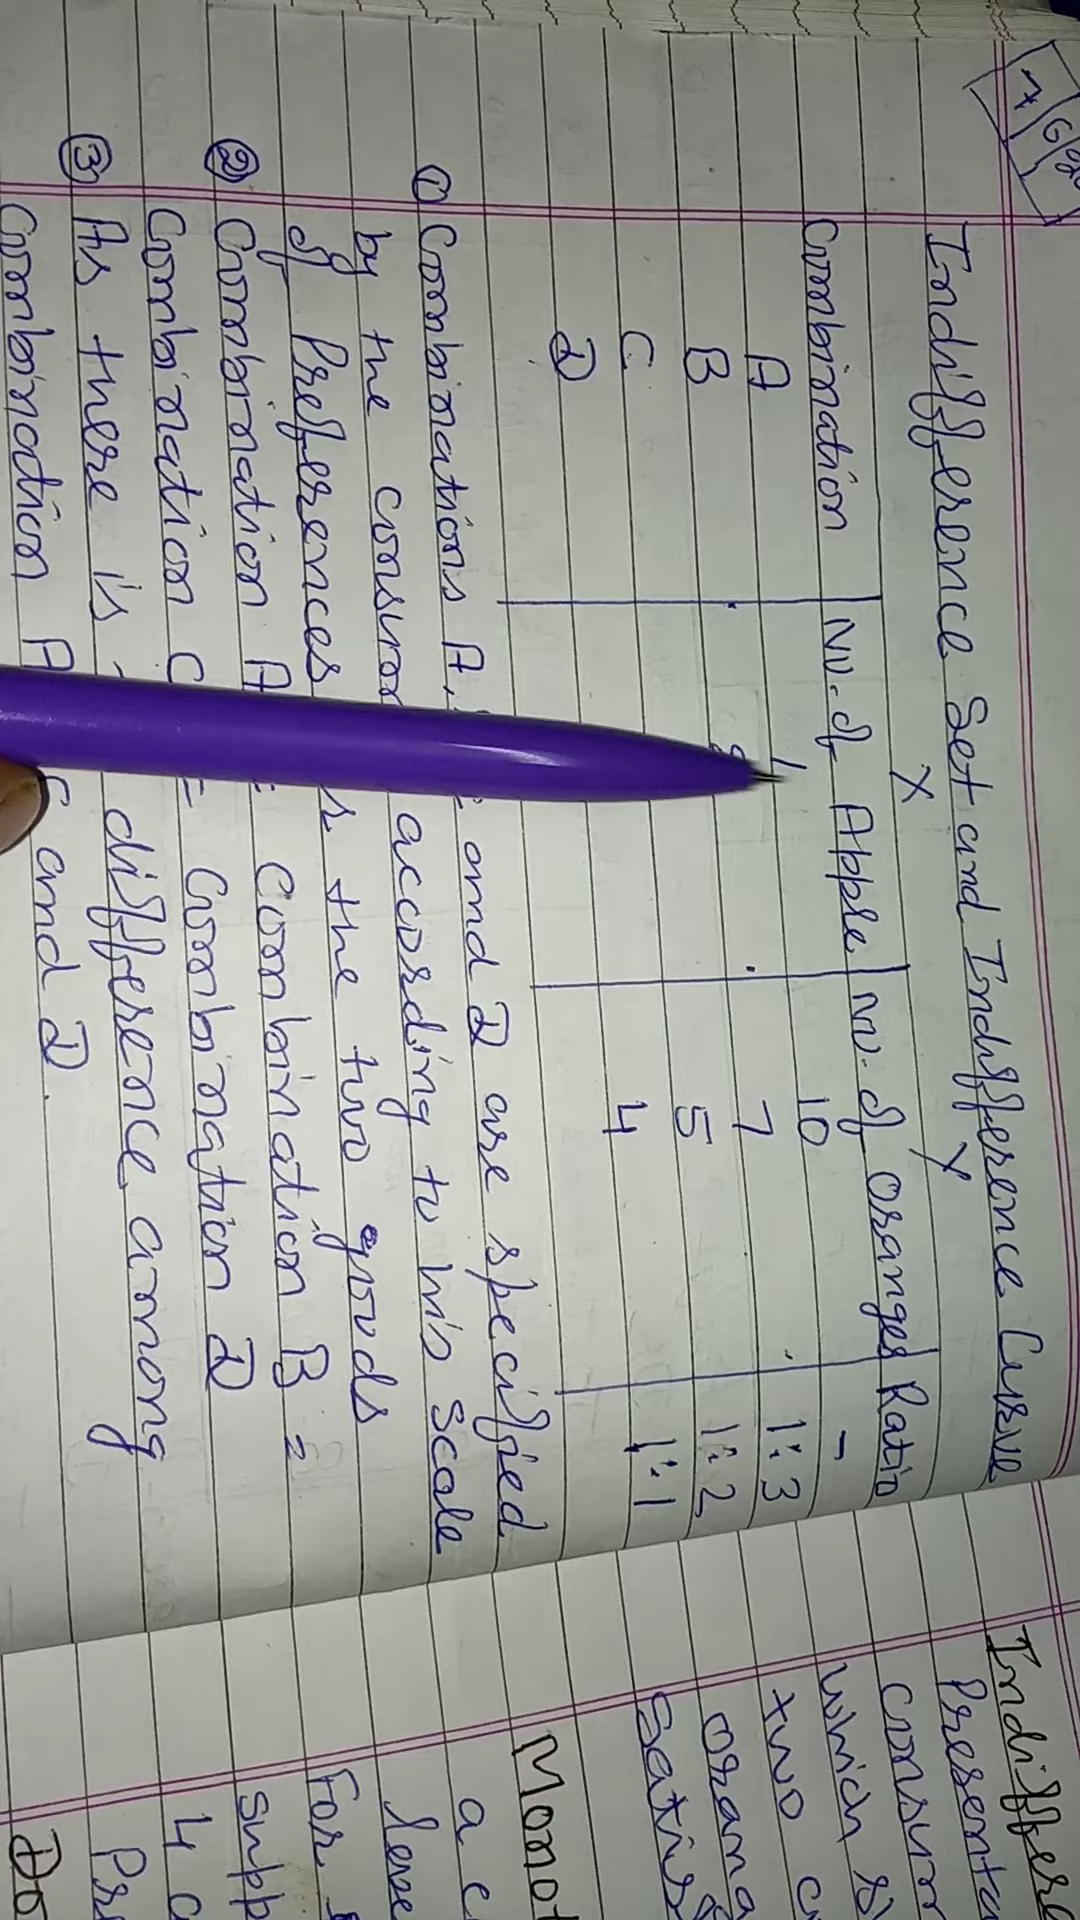 Indifference Set and Indifference Curve
X Y
Combination No. of Apple No. of oranges Ratio
A 1 10 -
B 7 1:3
C 5 1:2
D 4 1:1
① Combinations A, and D are specified
by the according to his Scale
of Preferences the two goods
② Combination A = Combination B =
Combination C = Combination D
③ As there is difference among
Combination A and D
Indiffere
Presenta
consum
which s
two c
orang
Satisf
Monot
a c
leve
For
supp
4
Pr
Do